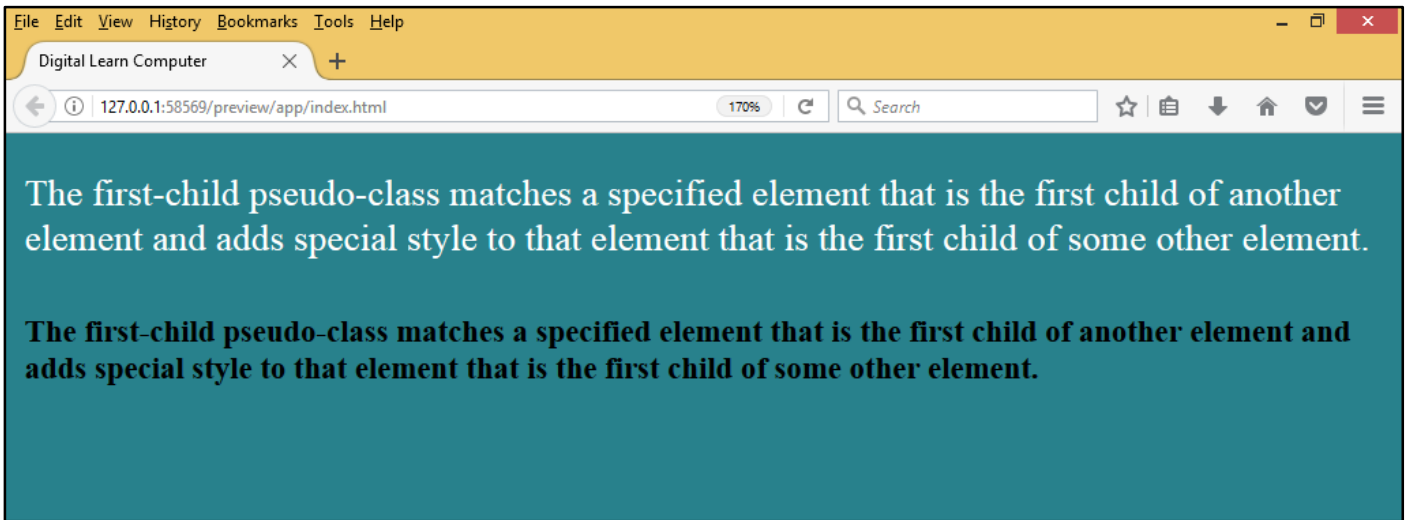 File Edit View History Bookmarks Tools Help
Digital Learn Computer
127.0.0.1:58569/preview/app/index.html 170% Search
The first-child pseudo-class matches a specified element that is the first child of another
element and adds special style to that element that is the first child of some other element.
The first-child pseudo-class matches a specified element that is the first child of another element and
adds special style to that element that is the first child of some other element.